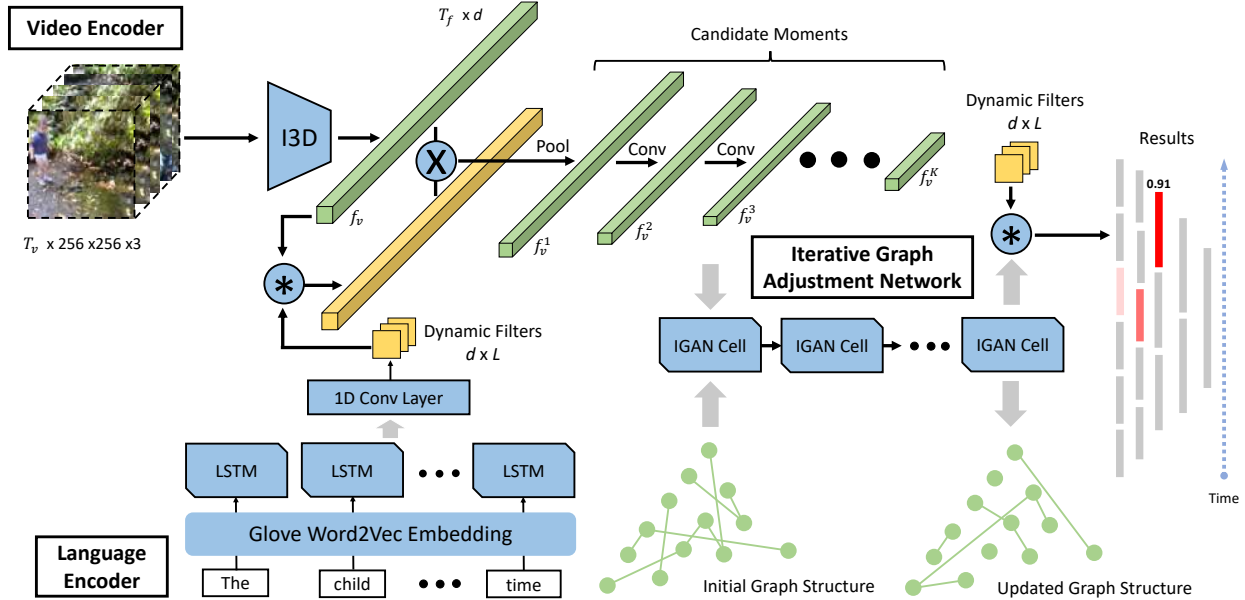 Video Encoder
T_f x d
Candidate Moments
I3D
X
Pool
Conv
Conv
Dynamic Filters
d x L
Results
0.91
f_v
f_v^1
f_v^2
f_v^3
f_v^K
T_v x 256 x256 x3
*
*
Iterative Graph
Adjustment Network
Dynamic Filters
d x L
IGAN Cell
IGAN Cell
IGAN Cell
1D Conv Layer
LSTM
LSTM
LSTM
Time
Glove Word2Vec Embedding
Language
Encoder
The
child
time
Initial Graph Structure
Updated Graph Structure